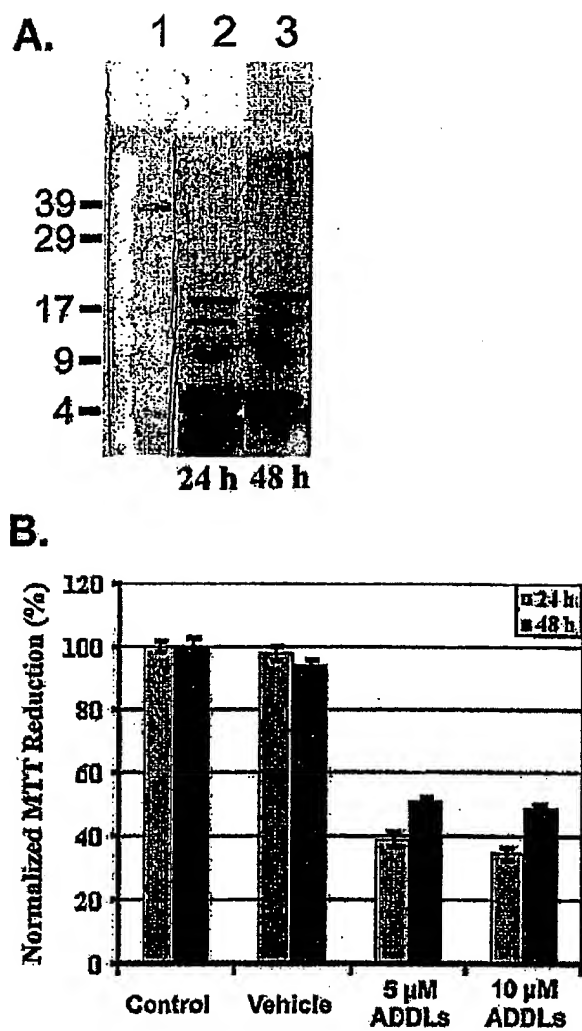 A.
1 2 3
39
29
17
9
4
24 h 48 h
B.
Normalized MTT Reduction (%)
120
100
80
60
40
20
0
24 h
48 h
Control
Vehicle
5 µM ADDLs
10 µM ADDLs